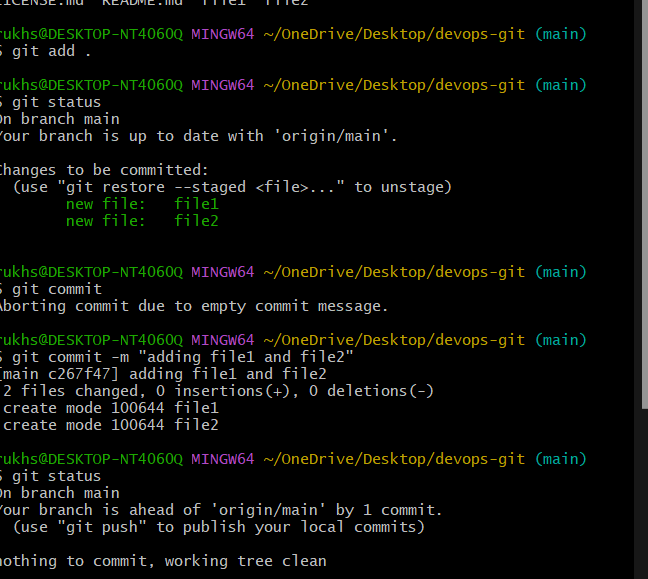 ICENSE.md README.md file1 file2
rukhs@DESKTOP-NT406OQ MINGW64 ~/OneDrive/Desktop/devops-git (main)
$ git add .
rukhs@DESKTOP-NT406OQ MINGW64 ~/OneDrive/Desktop/devops-git (main)
$ git status
On branch main
Your branch is up to date with 'origin/main'.
Changes to be committed:
(use "git restore --staged <file>..." to unstage)
new file: file1
new file: file2
rukhs@DESKTOP-NT406OQ MINGW64 ~/OneDrive/Desktop/devops-git (main)
$ git commit
Aborting commit due to empty commit message.
rukhs@DESKTOP-NT406OQ MINGW64 ~/OneDrive/Desktop/devops-git (main)
$ git commit -m "adding file1 and file2"
[main c267f47] adding file1 and file2
2 files changed, 0 insertions(+), 0 deletions(-)
create mode 100644 file1
create mode 100644 file2
rukhs@DESKTOP-NT406OQ MINGW64 ~/OneDrive/Desktop/devops-git (main)
$ git status
On branch main
Your branch is ahead of 'origin/main' by 1 commit.
(use "git push" to publish your local commits)
nothing to commit, working tree clean